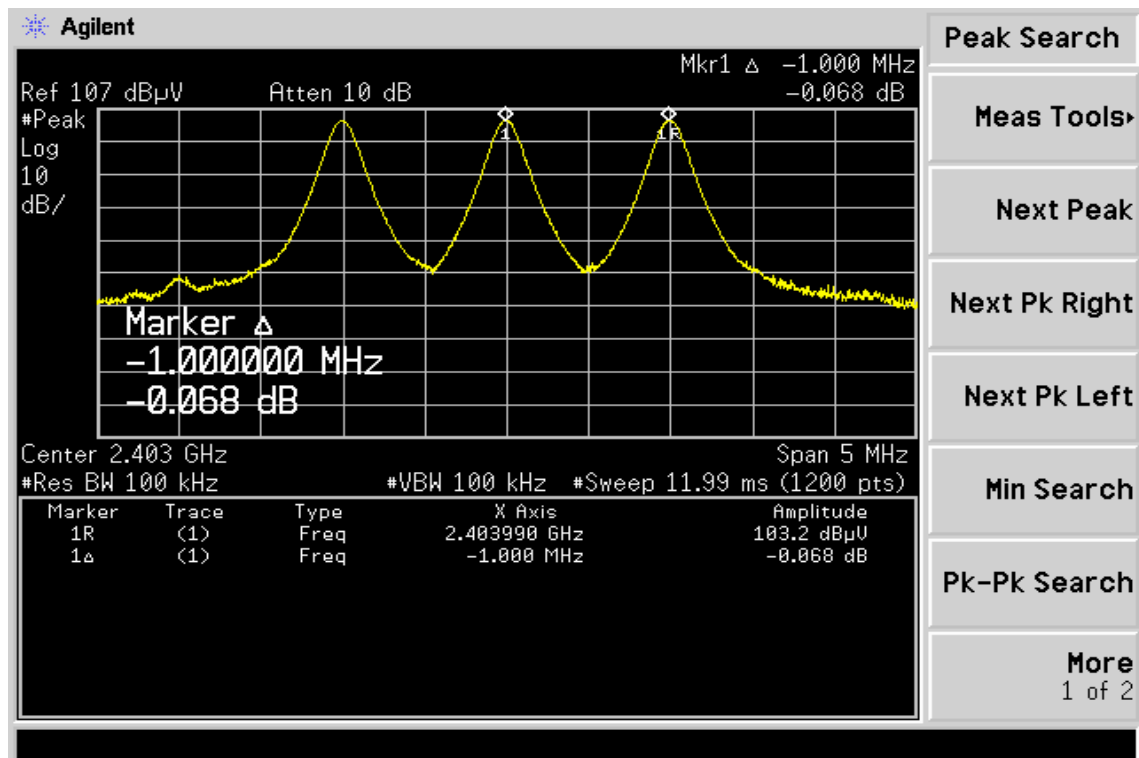 Agilent
Peak Search
Mkr1 Δ -1.000 MHz
Ref 107 dBµV Atten 10 dB -0.068 dB
#Peak
Log
10
dB/
1
1R
Marker Δ
-1.000000 MHz
-0.068 dB
Center 2.403 GHz Span 5 MHz
#Res BW 100 kHz #VBW 100 kHz #Sweep 11.99 ms (1200 pts)
Marker Trace Type X Axis Amplitude
1R (1) Freq 2.403990 GHz 103.2 dBµV
1Δ (1) Freq -1.000 MHz -0.068 dB
Meas Tools▸
Next Peak
Next Pk Right
Next Pk Left
Min Search
Pk-Pk Search
More
1 of 2